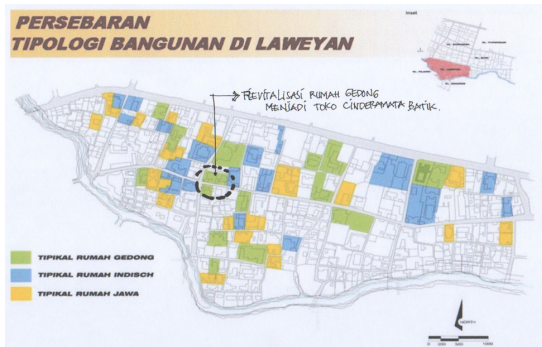 PERSEBARAN
TIPOLOGI BANGUNAN DI LAWEYAN
REVITALISASI RUMAH GEDONG
MENJADI TOKO CINDERAMATA BATIK.
TIPIKAL RUMAH GEDONG
TIPIKAL RUMAH INDISCH
TIPIKAL RUMAH JAWA